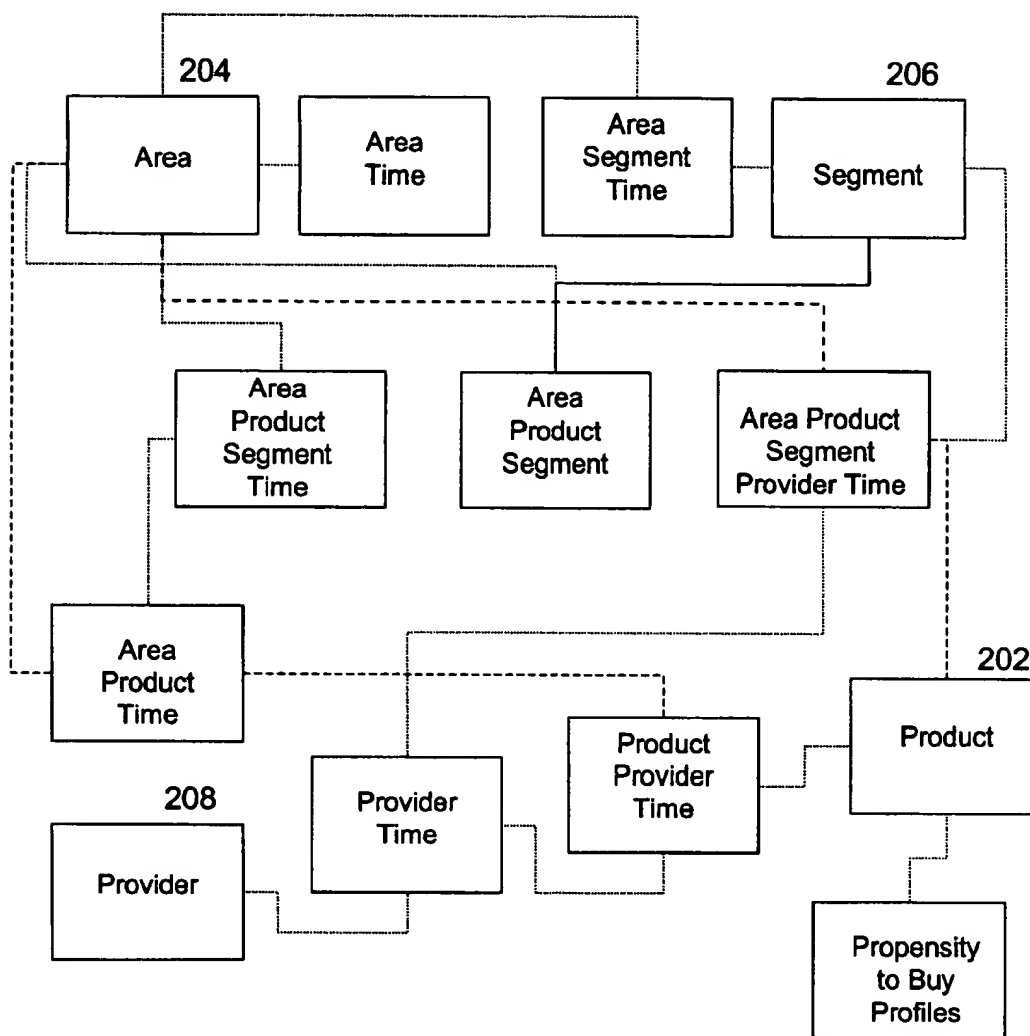 204
206
Area
Area
Time
Area
Segment
Time
Segment
Area
Product
Segment
Time
Area
Product
Segment
Area Product
Segment
Provider Time
Area
Product
Time
202
Product
Product
Provider
Time
208
Provider
Time
Provider
Propensity
to Buy
Profiles